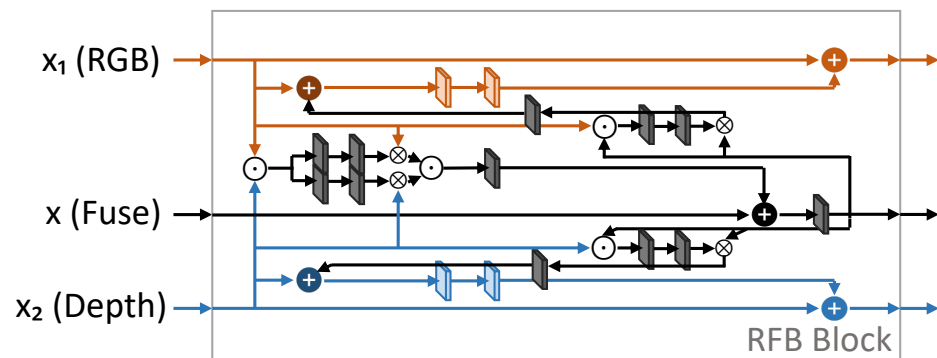 x₁ (RGB)
x (Fuse)
x₂ (Depth)
RFB Block